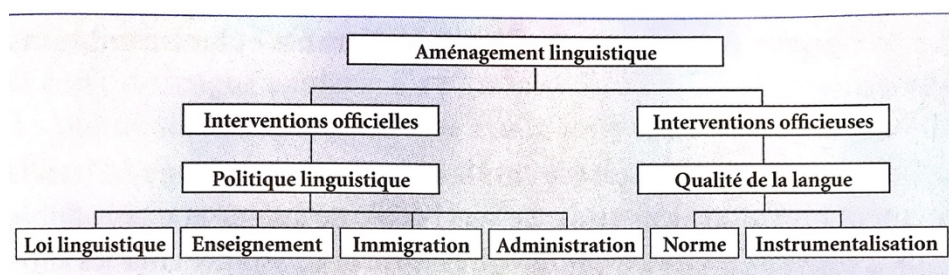 Aménagement linguistique
Interventions officielles
Interventions officieuses
Politique linguistique
Qualité de la langue
Loi linguistique
Enseignement
Immigration
Administration
Norme
Instrumentalisation